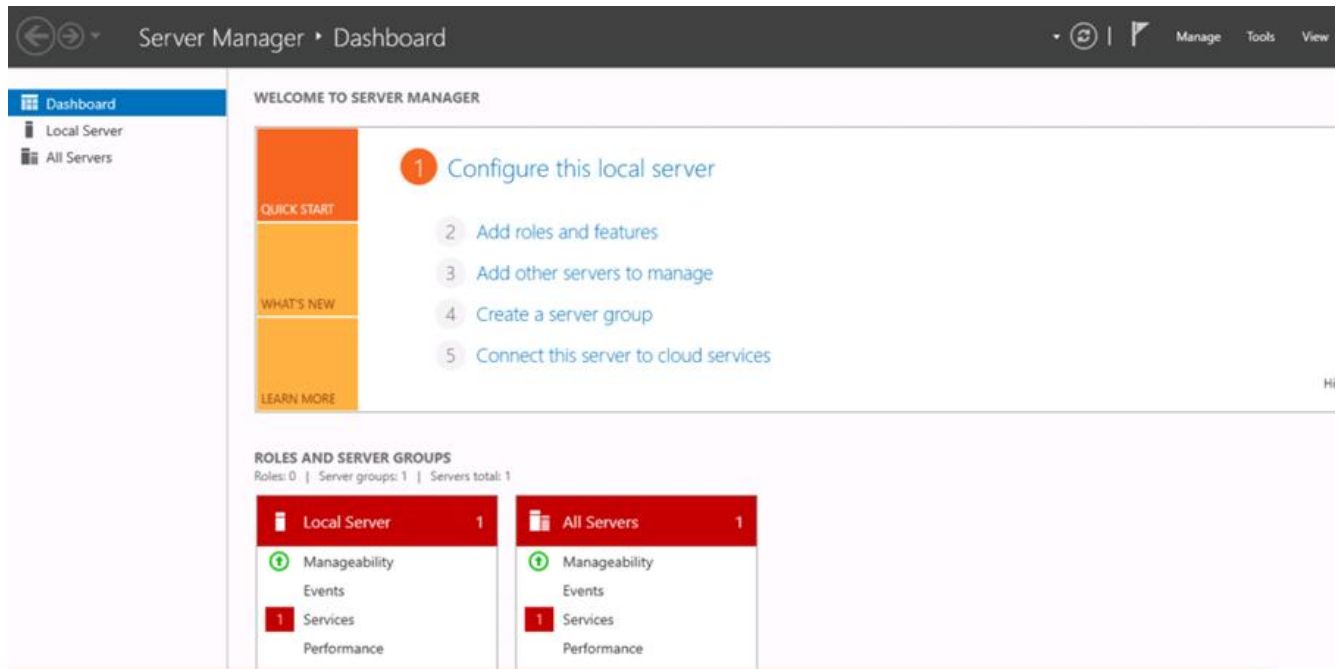 Server Manager ‣ Dashboard
Manage Tools View
Dashboard
Local Server
All Servers
WELCOME TO SERVER MANAGER
QUICK START
WHAT'S NEW
LEARN MORE
1 Configure this local server
2 Add roles and features
3 Add other servers to manage
4 Create a server group
5 Connect this server to cloud services
Hi
ROLES AND SERVER GROUPS
Roles: 0 | Server groups: 1 | Servers total: 1
Local Server 1
Manageability
Events
1 Services
Performance
All Servers 1
Manageability
Events
1 Services
Performance